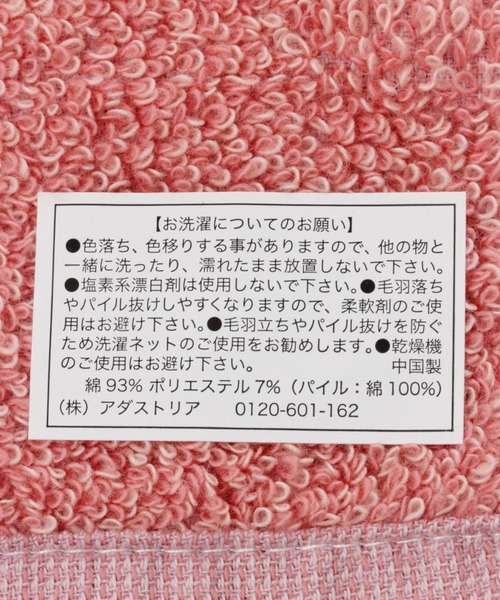 【お洗濯についてのお願い】
●色落ち、色移りする事がありますので、他の物と
一緒に洗ったり、濡れたまま放置しないで下さい。
●塩素系漂白剤は使用しないで下さい。●毛羽落ち
やパイル抜けしやすくなりますので、柔軟剤のご使
用はお避け下さい。●毛羽立ちやパイル抜けを防ぐ
ため洗濯ネットのご使用をお勧めします。●乾燥機
のご使用はお避け下さい。 中国製
綿 93% ポリエステル 7%（パイル：綿 100%）
（株）アダストリア 0120-601-162